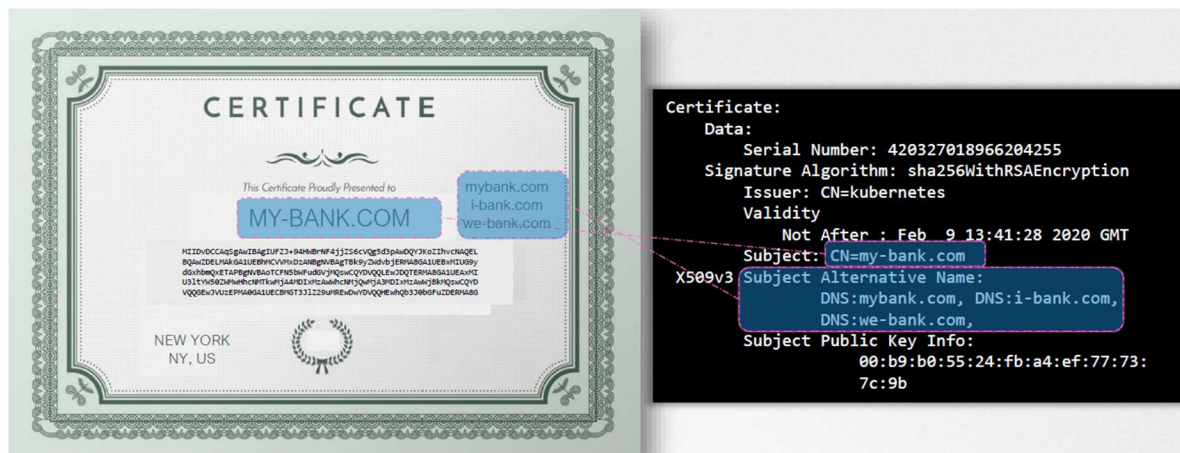 CERTIFICATE
This Certificate Proudly Presented to
MY-BANK.COM
mybank.com
i-bank.com
we-bank.com
NEW YORK
NY, US
Certificate:
Data:
Serial Number: 420327018966204255
Signature Algorithm: sha256WithRSAEncryption
Issuer: CN=kubernetes
Validity
Not After : Feb 9 13:41:28 2020 GMT
Subject: CN=my-bank.com
X509v3 Subject Alternative Name:
DNS:mybank.com, DNS:i-bank.com,
DNS:we-bank.com,
Subject Public Key Info:
00:b9:b0:55:24:fb:a4:ef:77:73:
7c:9b